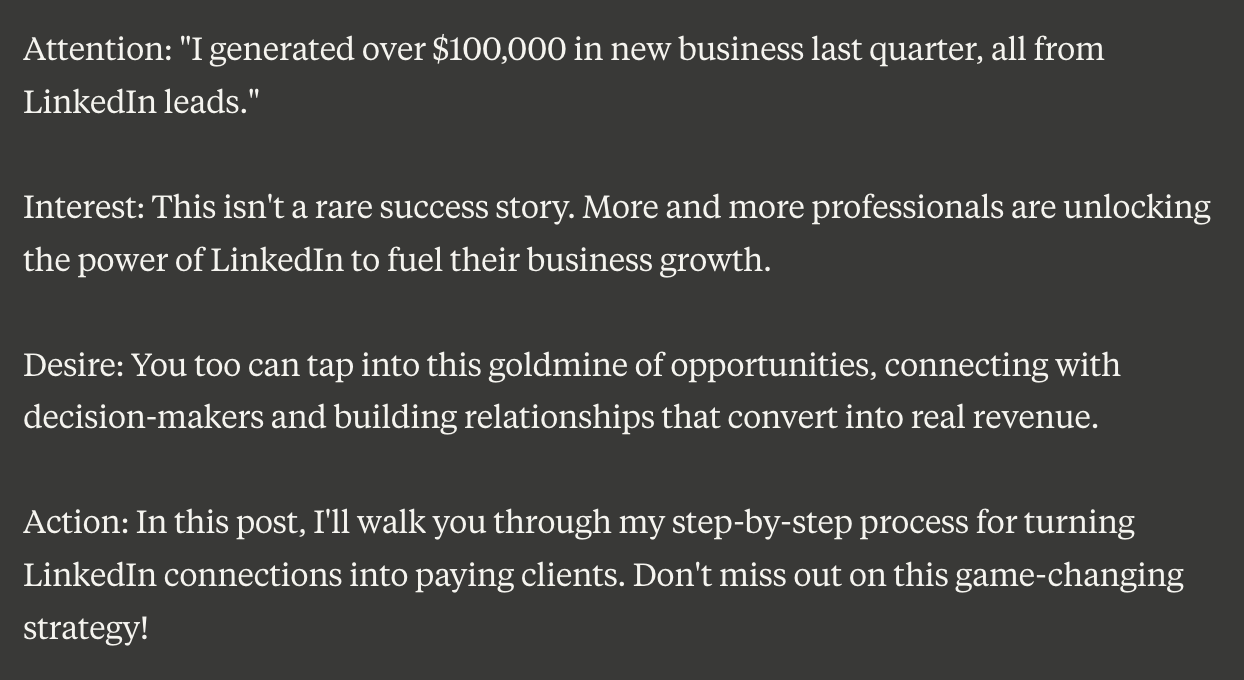 Attention: "I generated over $100,000 in new business last quarter, all from
LinkedIn leads."
Interest: This isn't a rare success story. More and more professionals are unlocking
the power of LinkedIn to fuel their business growth.
Desire: You too can tap into this goldmine of opportunities, connecting with
decision-makers and building relationships that convert into real revenue.
Action: In this post, I'll walk you through my step-by-step process for turning
LinkedIn connections into paying clients. Don't miss out on this game-changing
strategy!